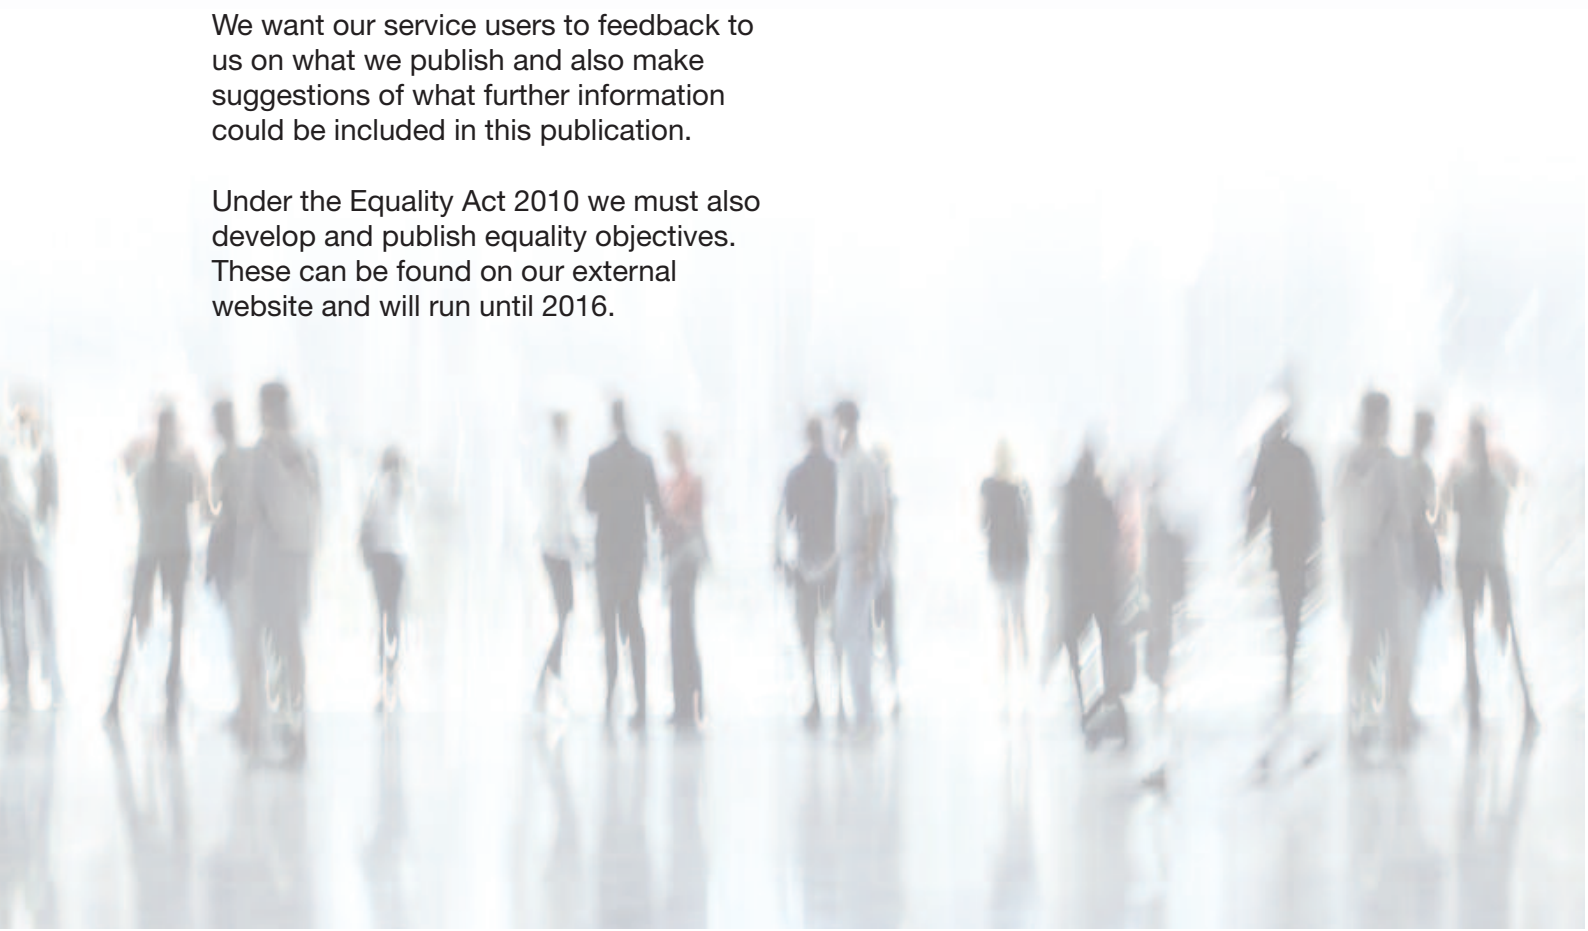 We want our service users to feedback to
us on what we publish and also make
suggestions of what further information
could be included in this publication.
Under the Equality Act 2010 we must also
develop and publish equality objectives.
These can be found on our external
website and will run until 2016.